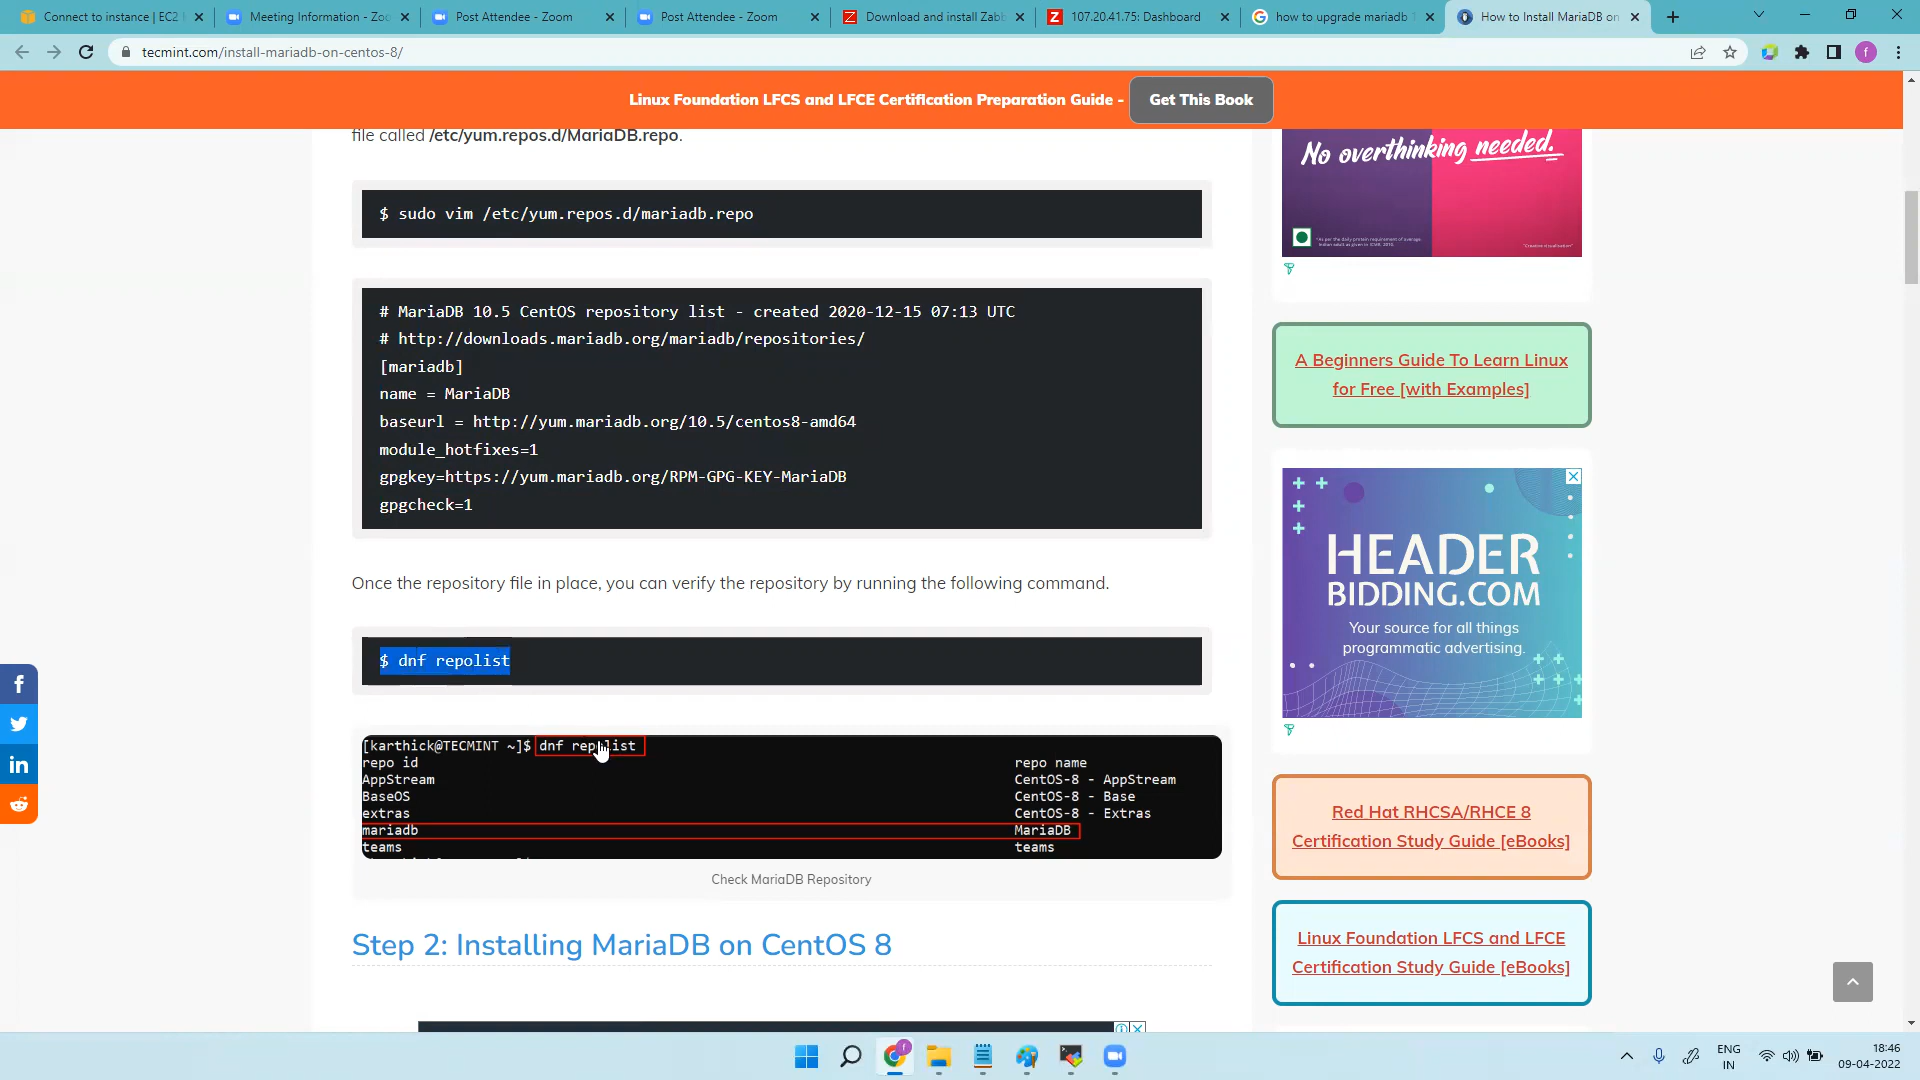 Connect to instance | EC2
Meeting Information - Zo
Post Attendee - Zoom
Post Attendee - Zoom
Download and install Zab
107.20.41.75: Dashboard
how to upgrade mariadb
How to Install MariaDB on
tecmint.com/install-mariadb-on-centos-8/
f
Linux Foundation LFCS and LFCE Certification Preparation Guide -
Get This Book
file called /etc/yum.repos.d/MariaDB.repo.
$ sudo vim /etc/yum.repos.d/mariadb.repo
# MariaDB 10.5 CentOS repository list - created 2020-12-15 07:13 UTC
# http://downloads.mariadb.org/mariadb/repositories/
[mariadb]
name = MariaDB
baseurl = http://yum.mariadb.org/10.5/centos8-amd64
module_hotfixes=1
gpgkey=https://yum.mariadb.org/RPM-GPG-KEY-MariaDB
gpgcheck=1
Once the repository file in place, you can verify the repository by running the following command.
$ dnf repolist
[karthick@TECMINT ~]$ dnf repolist
repo id repo name
AppStream CentOS-8 - AppStream
BaseOS CentOS-8 - Base
extras CentOS-8 - Extras
mariadb MariaDB
teams teams
Check MariaDB Repository
Step 2: Installing MariaDB on CentOS 8
No overthinking needed.
A Beginners Guide To Learn Linux
for Free [with Examples]
HEADER
BIDDING.COM
Your source for all things
programmatic advertising.
Red Hat RHCSA/RHCE 8
Certification Study Guide [eBooks]
Linux Foundation LFCS and LFCE
Certification Study Guide [eBooks]
ENG
IN
18:46
09-04-2022